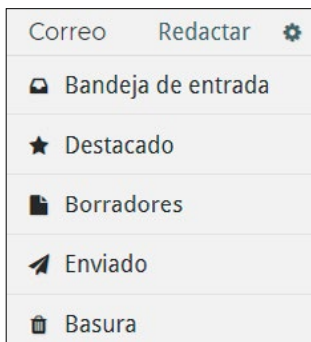 Correo Redactar
Bandeja de entrada
Destacado
Borradores
Enviado
Basura